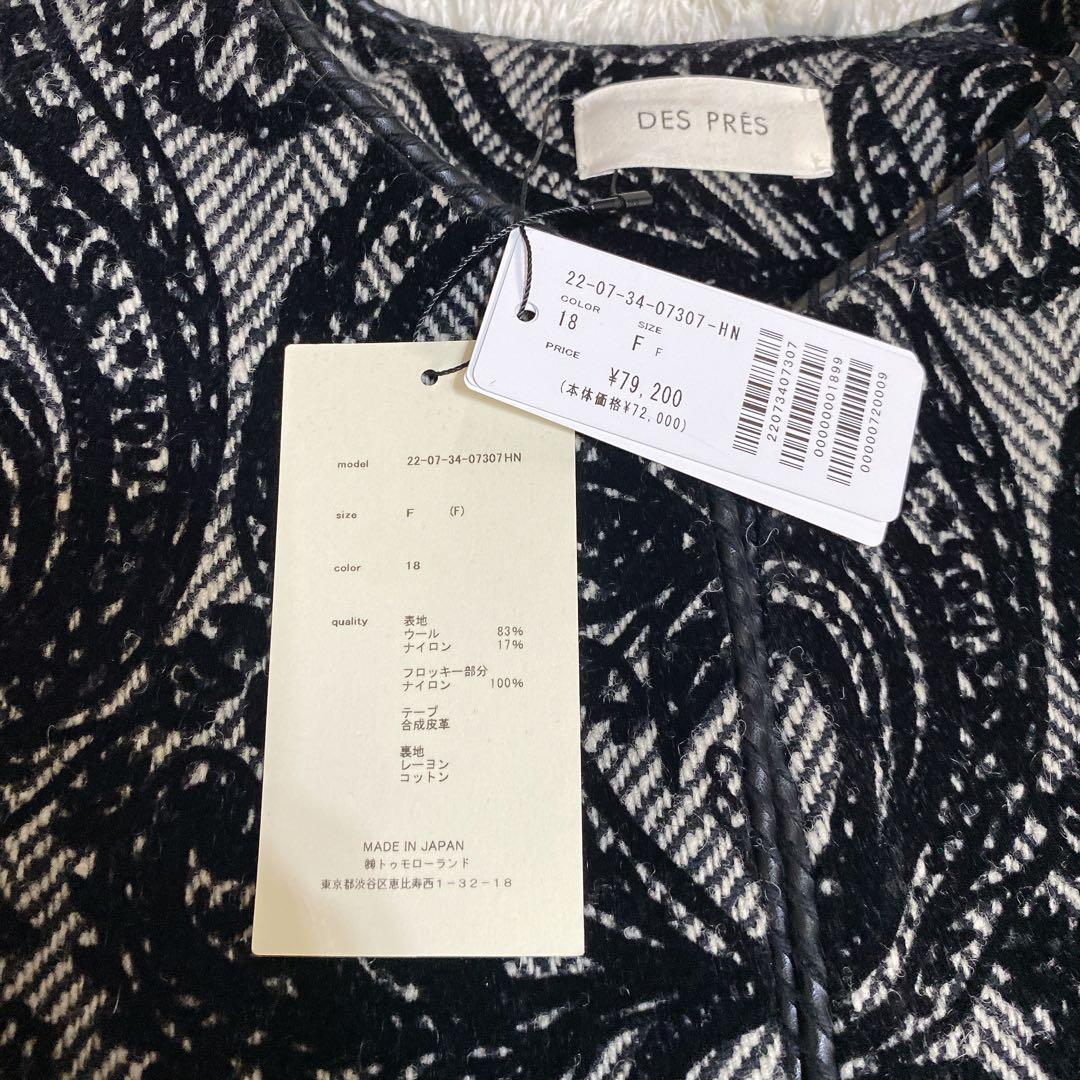 DES PRÉS
22-07-34-07307-HN
COLOR SIZE
18 F F
PRICE
¥79,200
(本体価格¥72,000)
22073407307
0000001899
0000720009
model 22-07-34-07307HN
size F (F)
color 18
quality 表地
ウール 83%
ナイロン 17%
フロッキー部分
ナイロン 100%
テープ
合成皮革
裏地
レーヨン
コットン
MADE IN JAPAN
㈱トゥモローランド
東京都渋谷区恵比寿西1-32-18